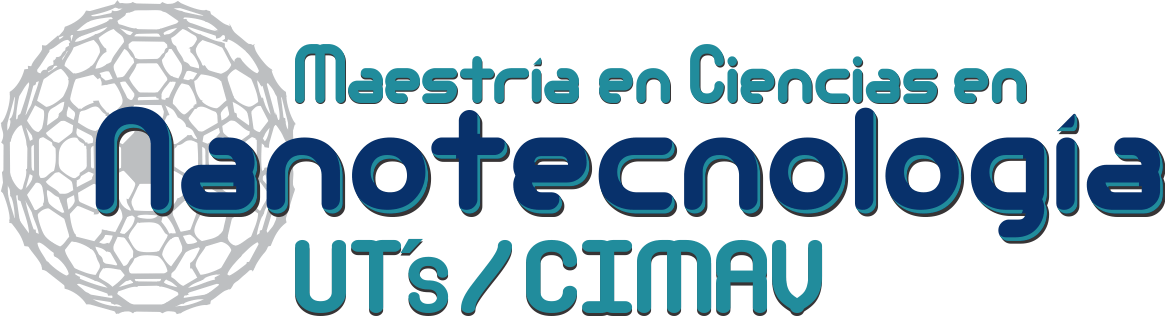 Maestría en Ciencias en
Nanotecnología
UT´s / CIMAV